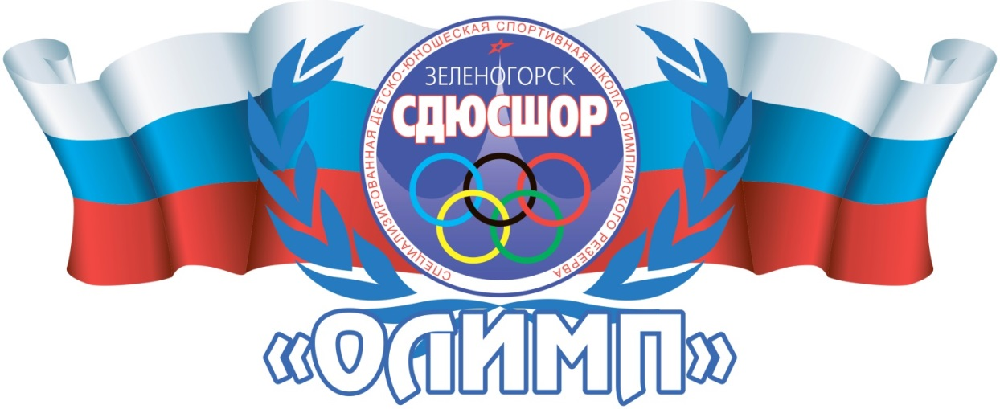 СПЕЦИАЛИЗИРОВАННАЯ ДЕТСКО-ЮНОШЕСКАЯ СПОРТИВНАЯ ШКОЛА ОЛИМПИЙСКОГО РЕЗЕРВА
ЗЕЛЕНОГОРСК
СДЮСШОР
«ОЛИМП»